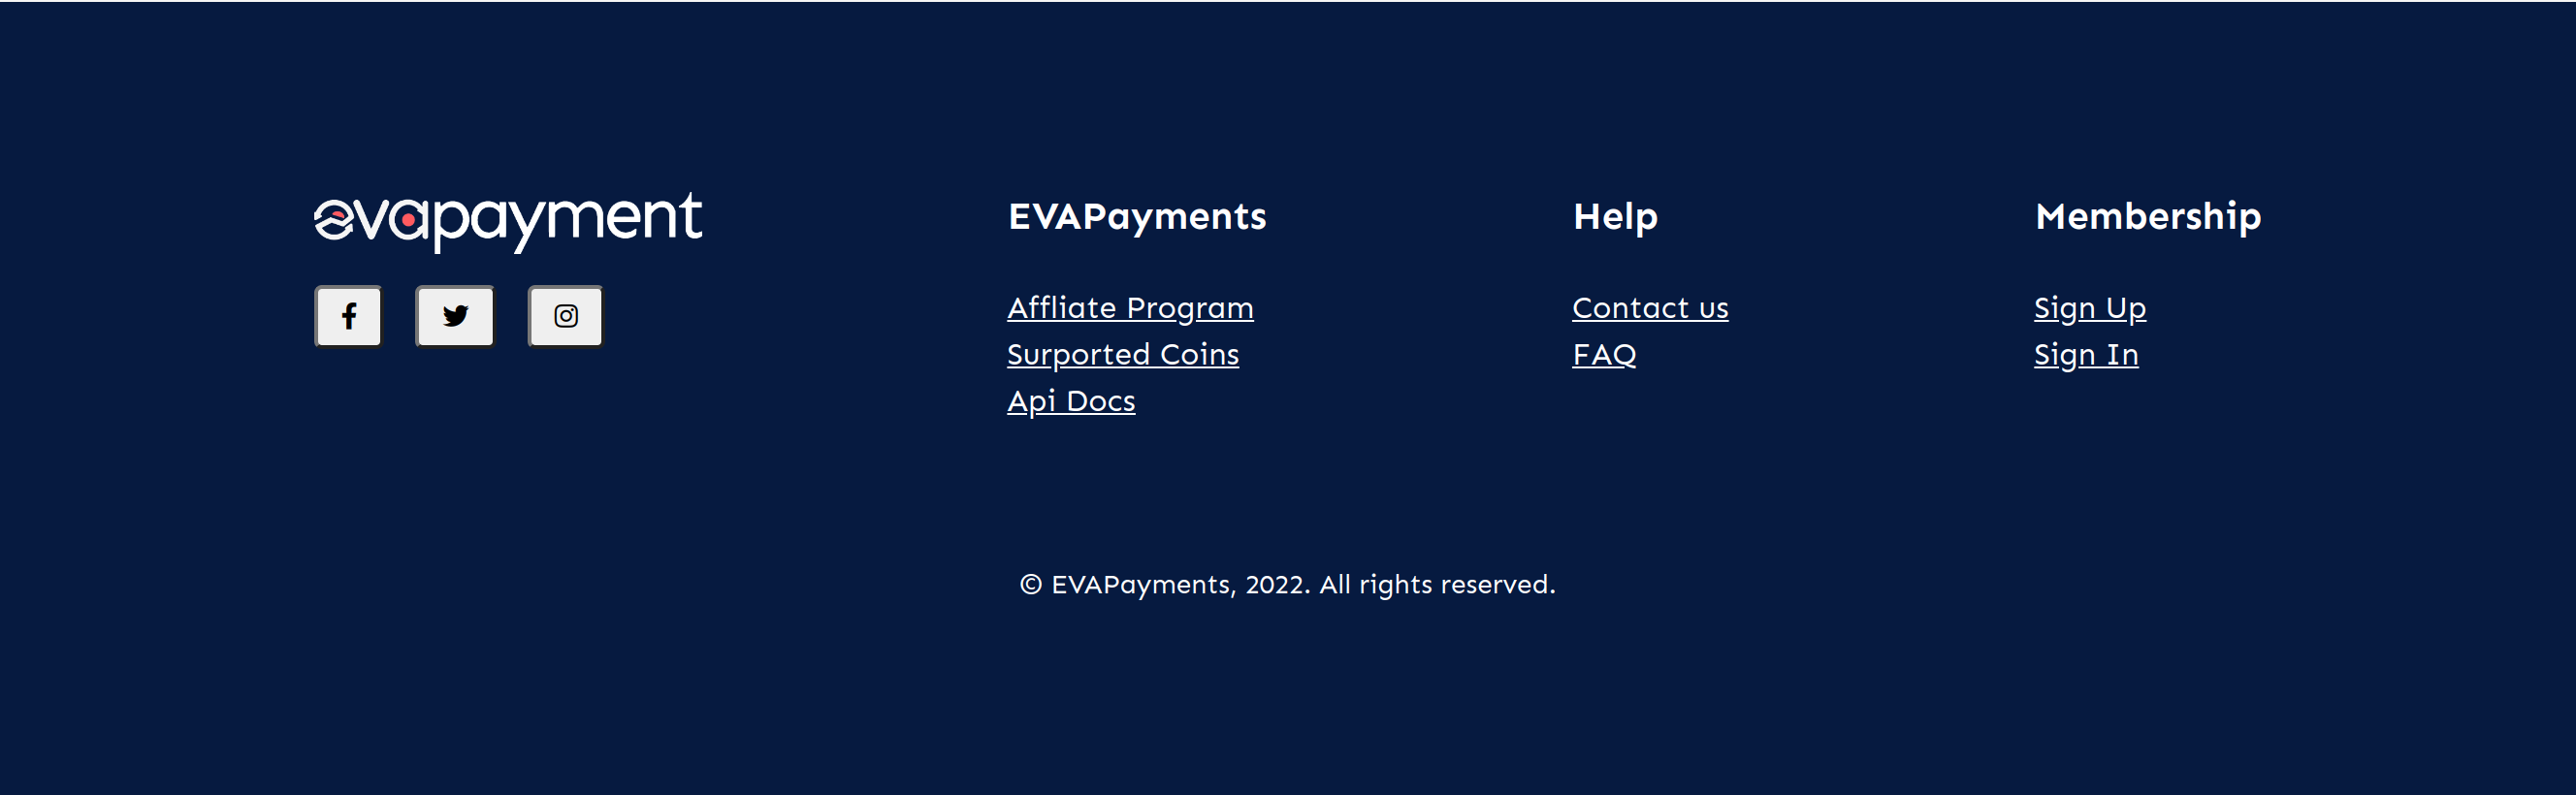 evapayment
EVAPayments
Affliate Program
Surported Coins
Api Docs
Help
Contact us
FAQ
Membership
Sign Up
Sign In
© EVAPayments, 2022. All rights reserved.